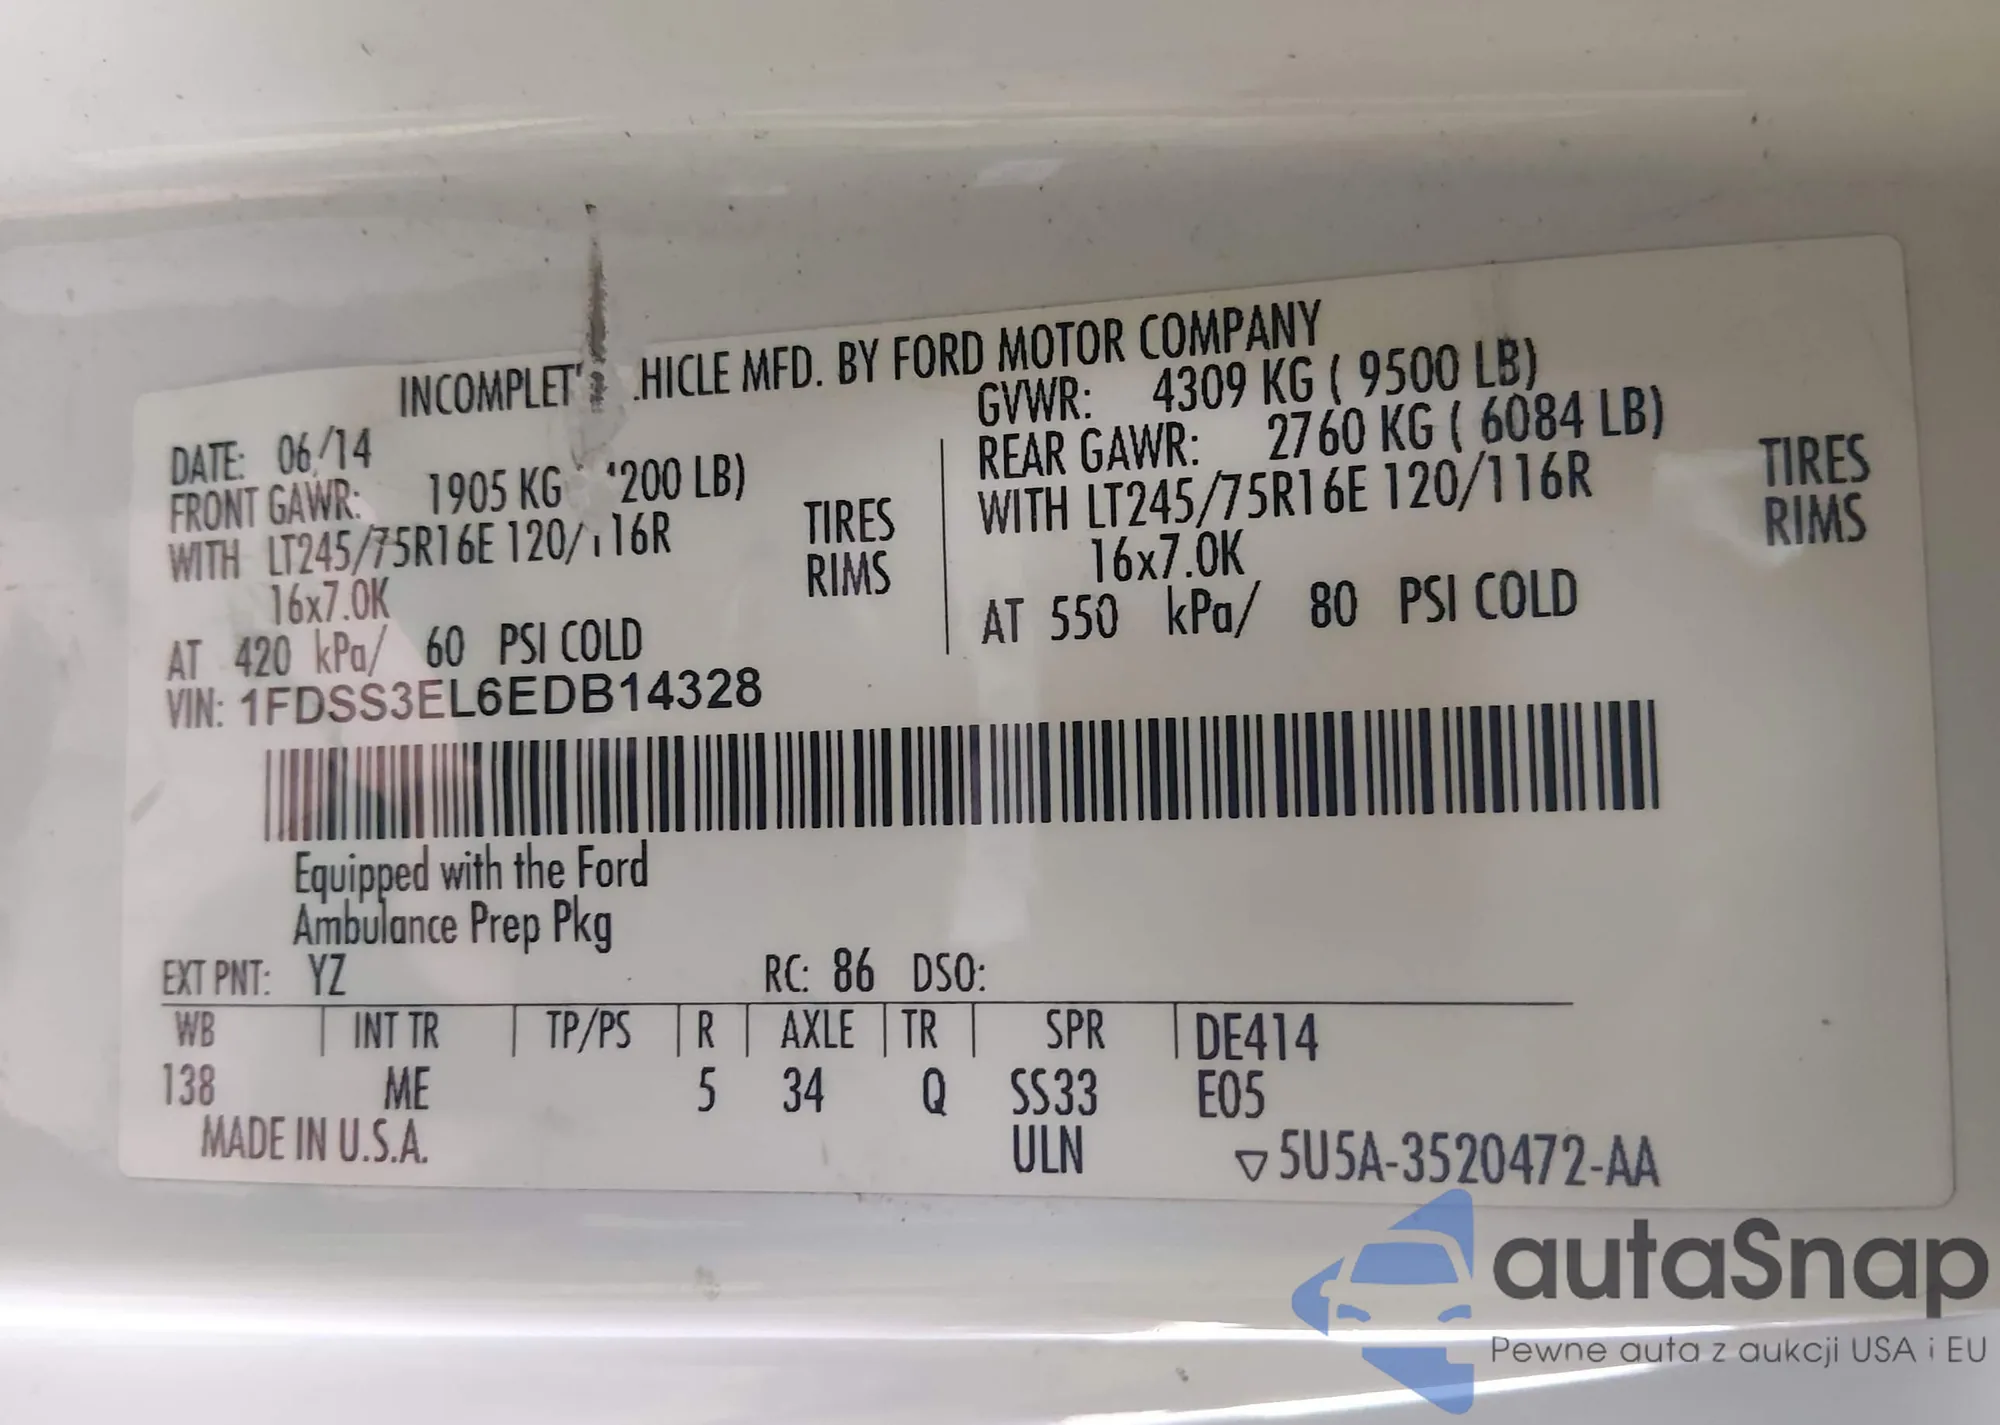 INCOMPLET HICLE MFD. BY FORD MOTOR COMPANY
DATE: 06/14
GVWR: 4309 KG ( 9500 LB)
FRONT GAWR: 1905 KG 200 LB)
REAR GAWR: 2760 KG ( 6084 LB)
WITH LT245/75R16E 120/116R TIRES
WITH LT245/75R16E 120/116R TIRES
16x7.0K RIMS
16x7.0K RIMS
AT 420 kPa/ 60 PSI COLD
AT 550 kPa/ 80 PSI COLD
VIN: 1FDSS3EL6EDB14328
Equipped with the Ford
Ambulance Prep Pkg
EXT PNT: YZ RC: 86 DSO:
WB | INT TR | TP/PS | R | AXLE | TR | SPR | DE414
138 ME 5 34 Q SS33 E05
MADE IN U.S.A. ULN ▽5U5A-3520472-AA
autaSnap
Pewne auta z aukcji USA i EU